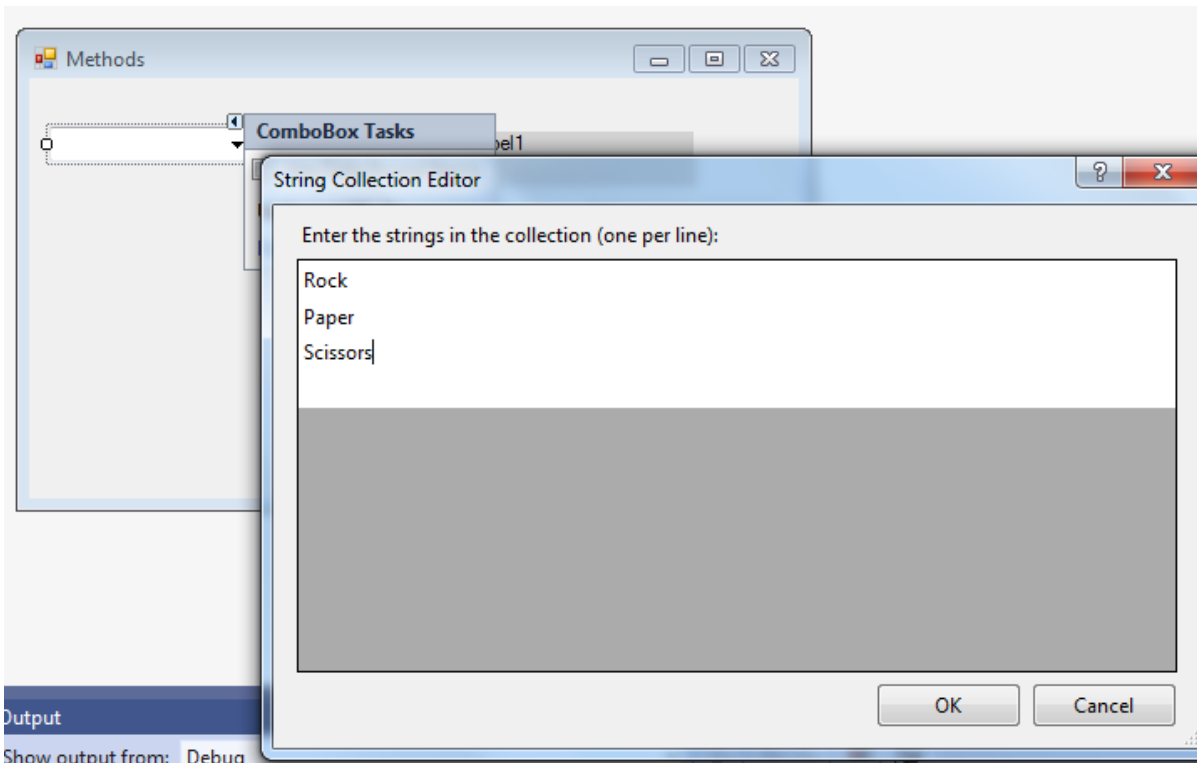 Methods
ComboBox Tasks
String Collection Editor
?
Enter the strings in the collection (one per line):
Rock
Paper
Scissors
OK
Cancel
Output
Show output from: Debug